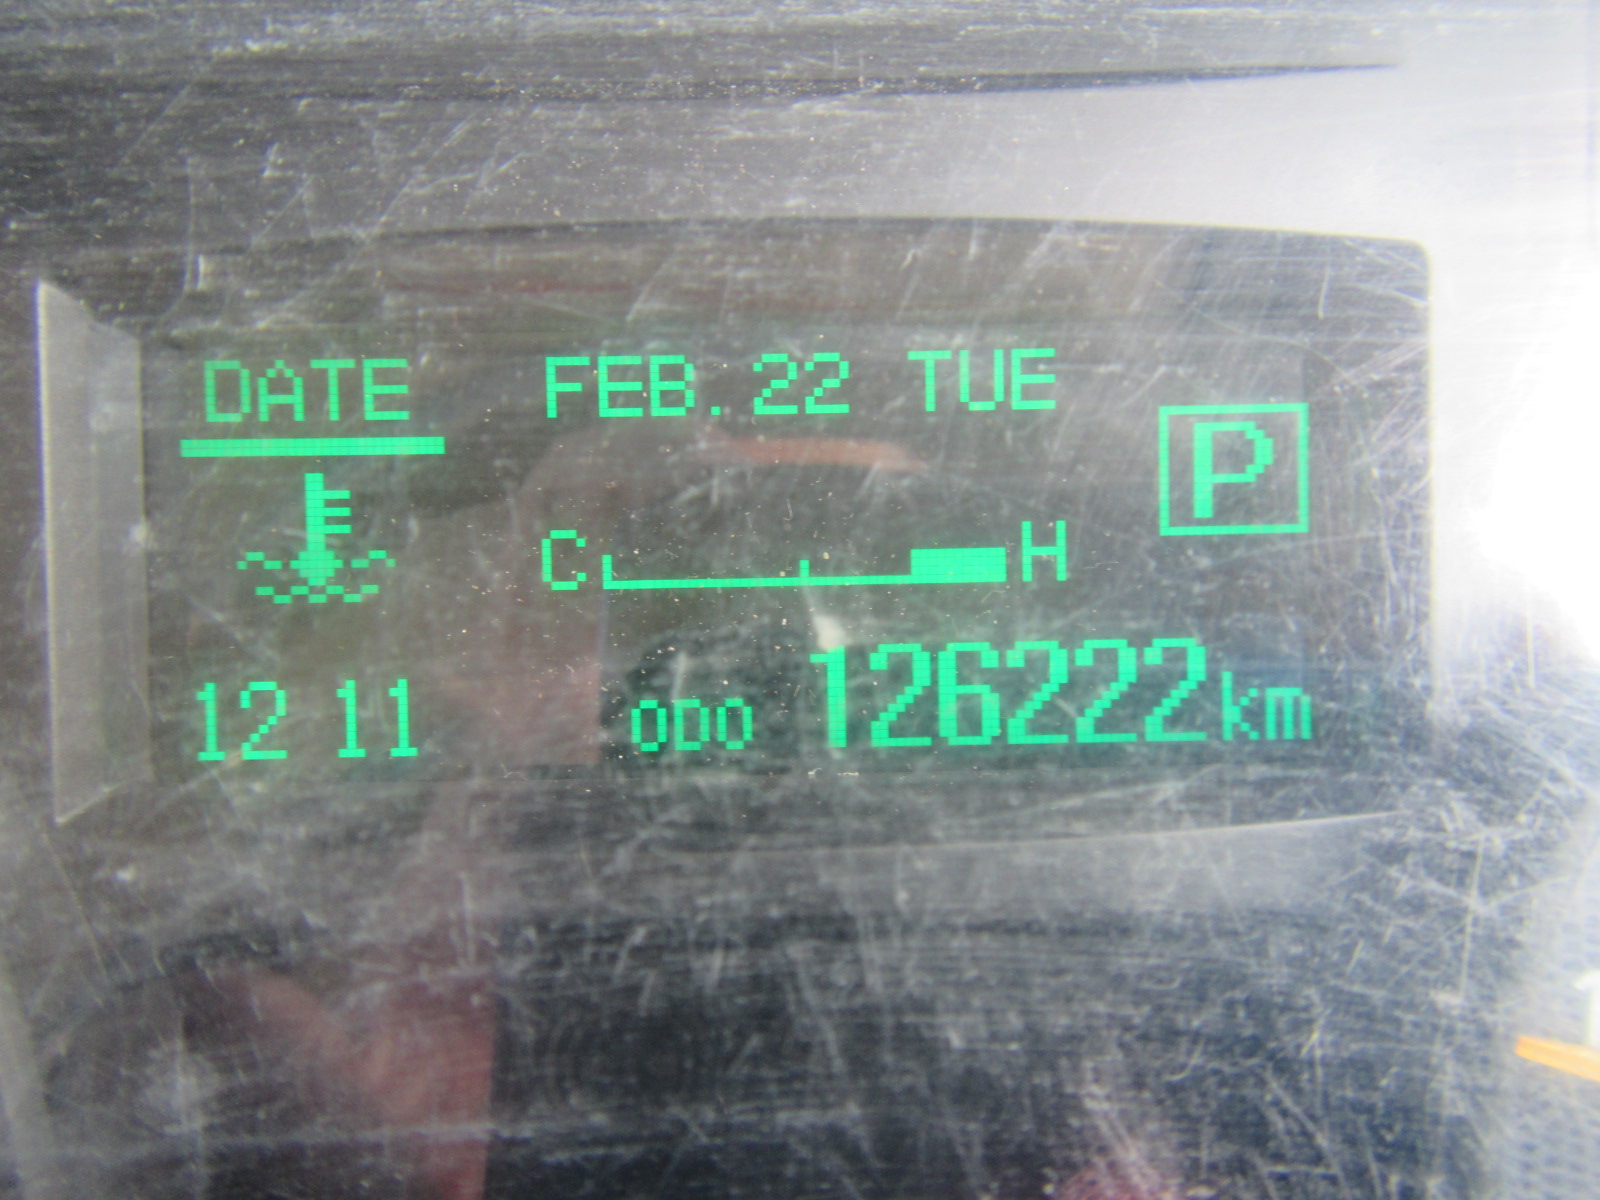 DATE FEB. 22 TUE
P
C H
12 11 ODO 126222km